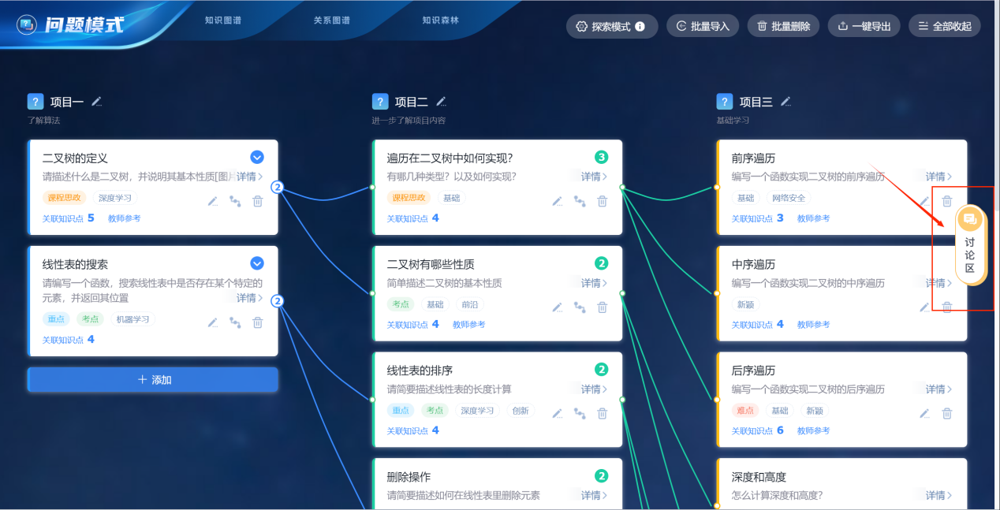 问题模式
知识图谱
关系图谱
知识森林
探索模式
批量导入
批量删除
一键导出
全部收起
? 项目一
了解算法
二叉树的定义
请描述什么是二叉树，并说明其基本性质[图片 详情
课程思政 深度学习
关联知识点 5 教师参考
2
线性表的搜索
请编写一个函数，搜索线性表中是否存在某个特定的
元素，并返回其位置 详情
重点 考点 机器学习
关联知识点 4
2
+ 添加
? 项目二
进一步了解项目内容
遍历在二叉树中如何实现? 3
有哪几种类型？以及如何实现? 详情
课程思政 基础
关联知识点 4
二叉树有哪些性质 2
简单描述二叉树的基本性质 详情
考点 基础 前沿
关联知识点 4 教师参考
线性表的排序 2
请简要描述线性表的长度计算 详情
重点 考点 深度学习 创新
关联知识点 4
删除操作 2
请简要描述如何在线性表里删除元素 详情
? 项目三
基础学习
前序遍历
编写一个函数实现二叉树的前序遍历 详情
基础 网络安全
关联知识点 3 教师参考
中序遍历
编写一个函数实现二叉树的中序遍历 详情
新颖
关联知识点 4 教师参考
后序遍历
编写一个函数实现二叉树的后序遍历 详情
难点 基础 新颖
关联知识点 6 教师参考
深度和高度
怎么计算深度和高度? 详情
讨论区